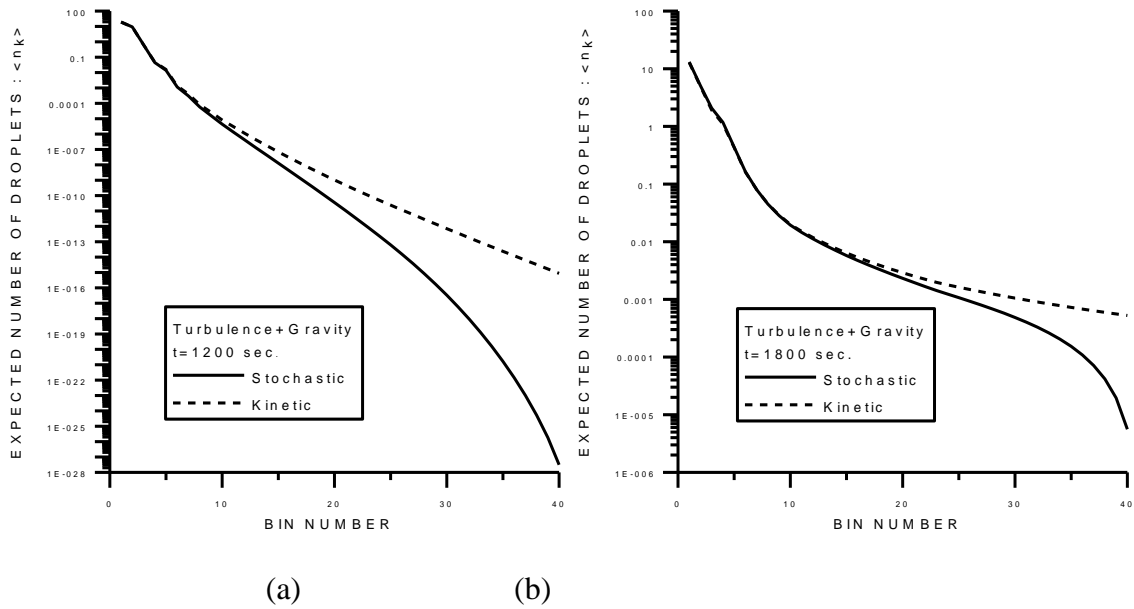 EXPECTED NUMBER OF DROPLETS : <n_k>
100
0.1
0.0001
1E-007
1E-010
1E-013
1E-016
1E-019
1E-022
1E-025
1E-028
Turbulence+Gravity
t=1200 sec.
Stochastic
Kinetic
0
10
20
30
40
BIN NUMBER
EXPECTED NUMBER OF DROPLETS : <n_k>
100
10
1
0.1
0.01
0.001
0.0001
1E-005
1E-006
Turbulence+Gravity
t=1800 sec.
Stochastic
Kinetic
0
10
20
30
40
BIN NUMBER
(a)
(b)